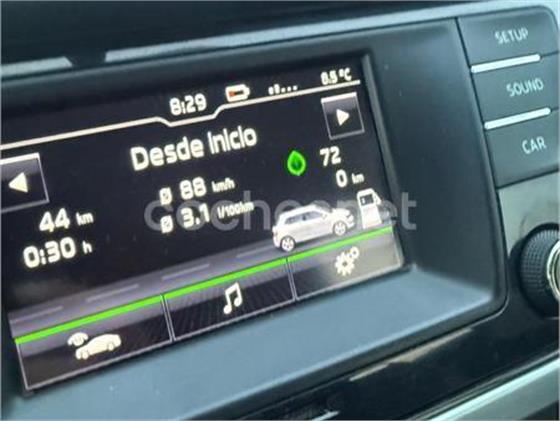 8:29
8.5 °C
Desde inicio
44 km
0:30 h
ø 88 km/h
ø 3.1 l/100km
72
0 km
coches.net
SETUP
SOUND
CAR